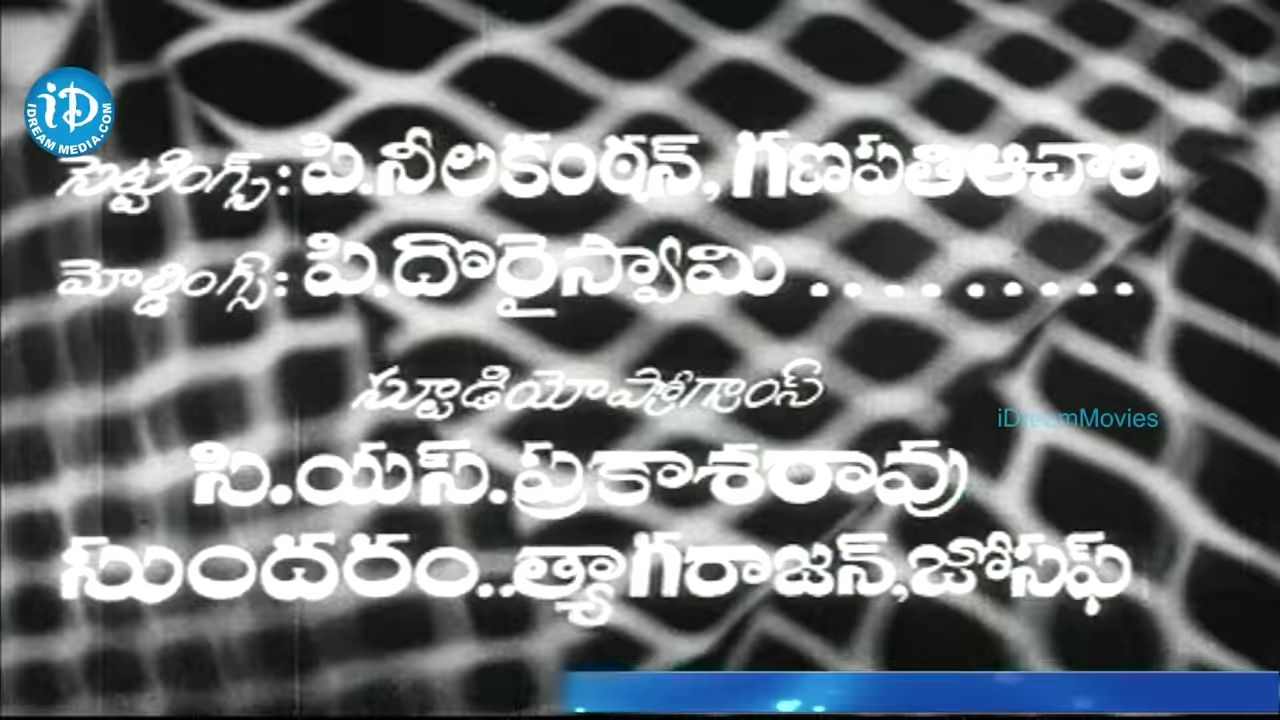 iD
IDREAM MEDIA.COM
సెట్టింగ్స్: పి.నీలకంఠన్, గణపతిఆచారి
మోల్డింగ్స్: పి.దొరైస్వామి ..........
స్టూడియోప్రోగ్రాంస్
iDreamMovies
సి.యస్.ప్రకాశరావు
సుందరం..త్యాగరాజన్,జోసఫ్